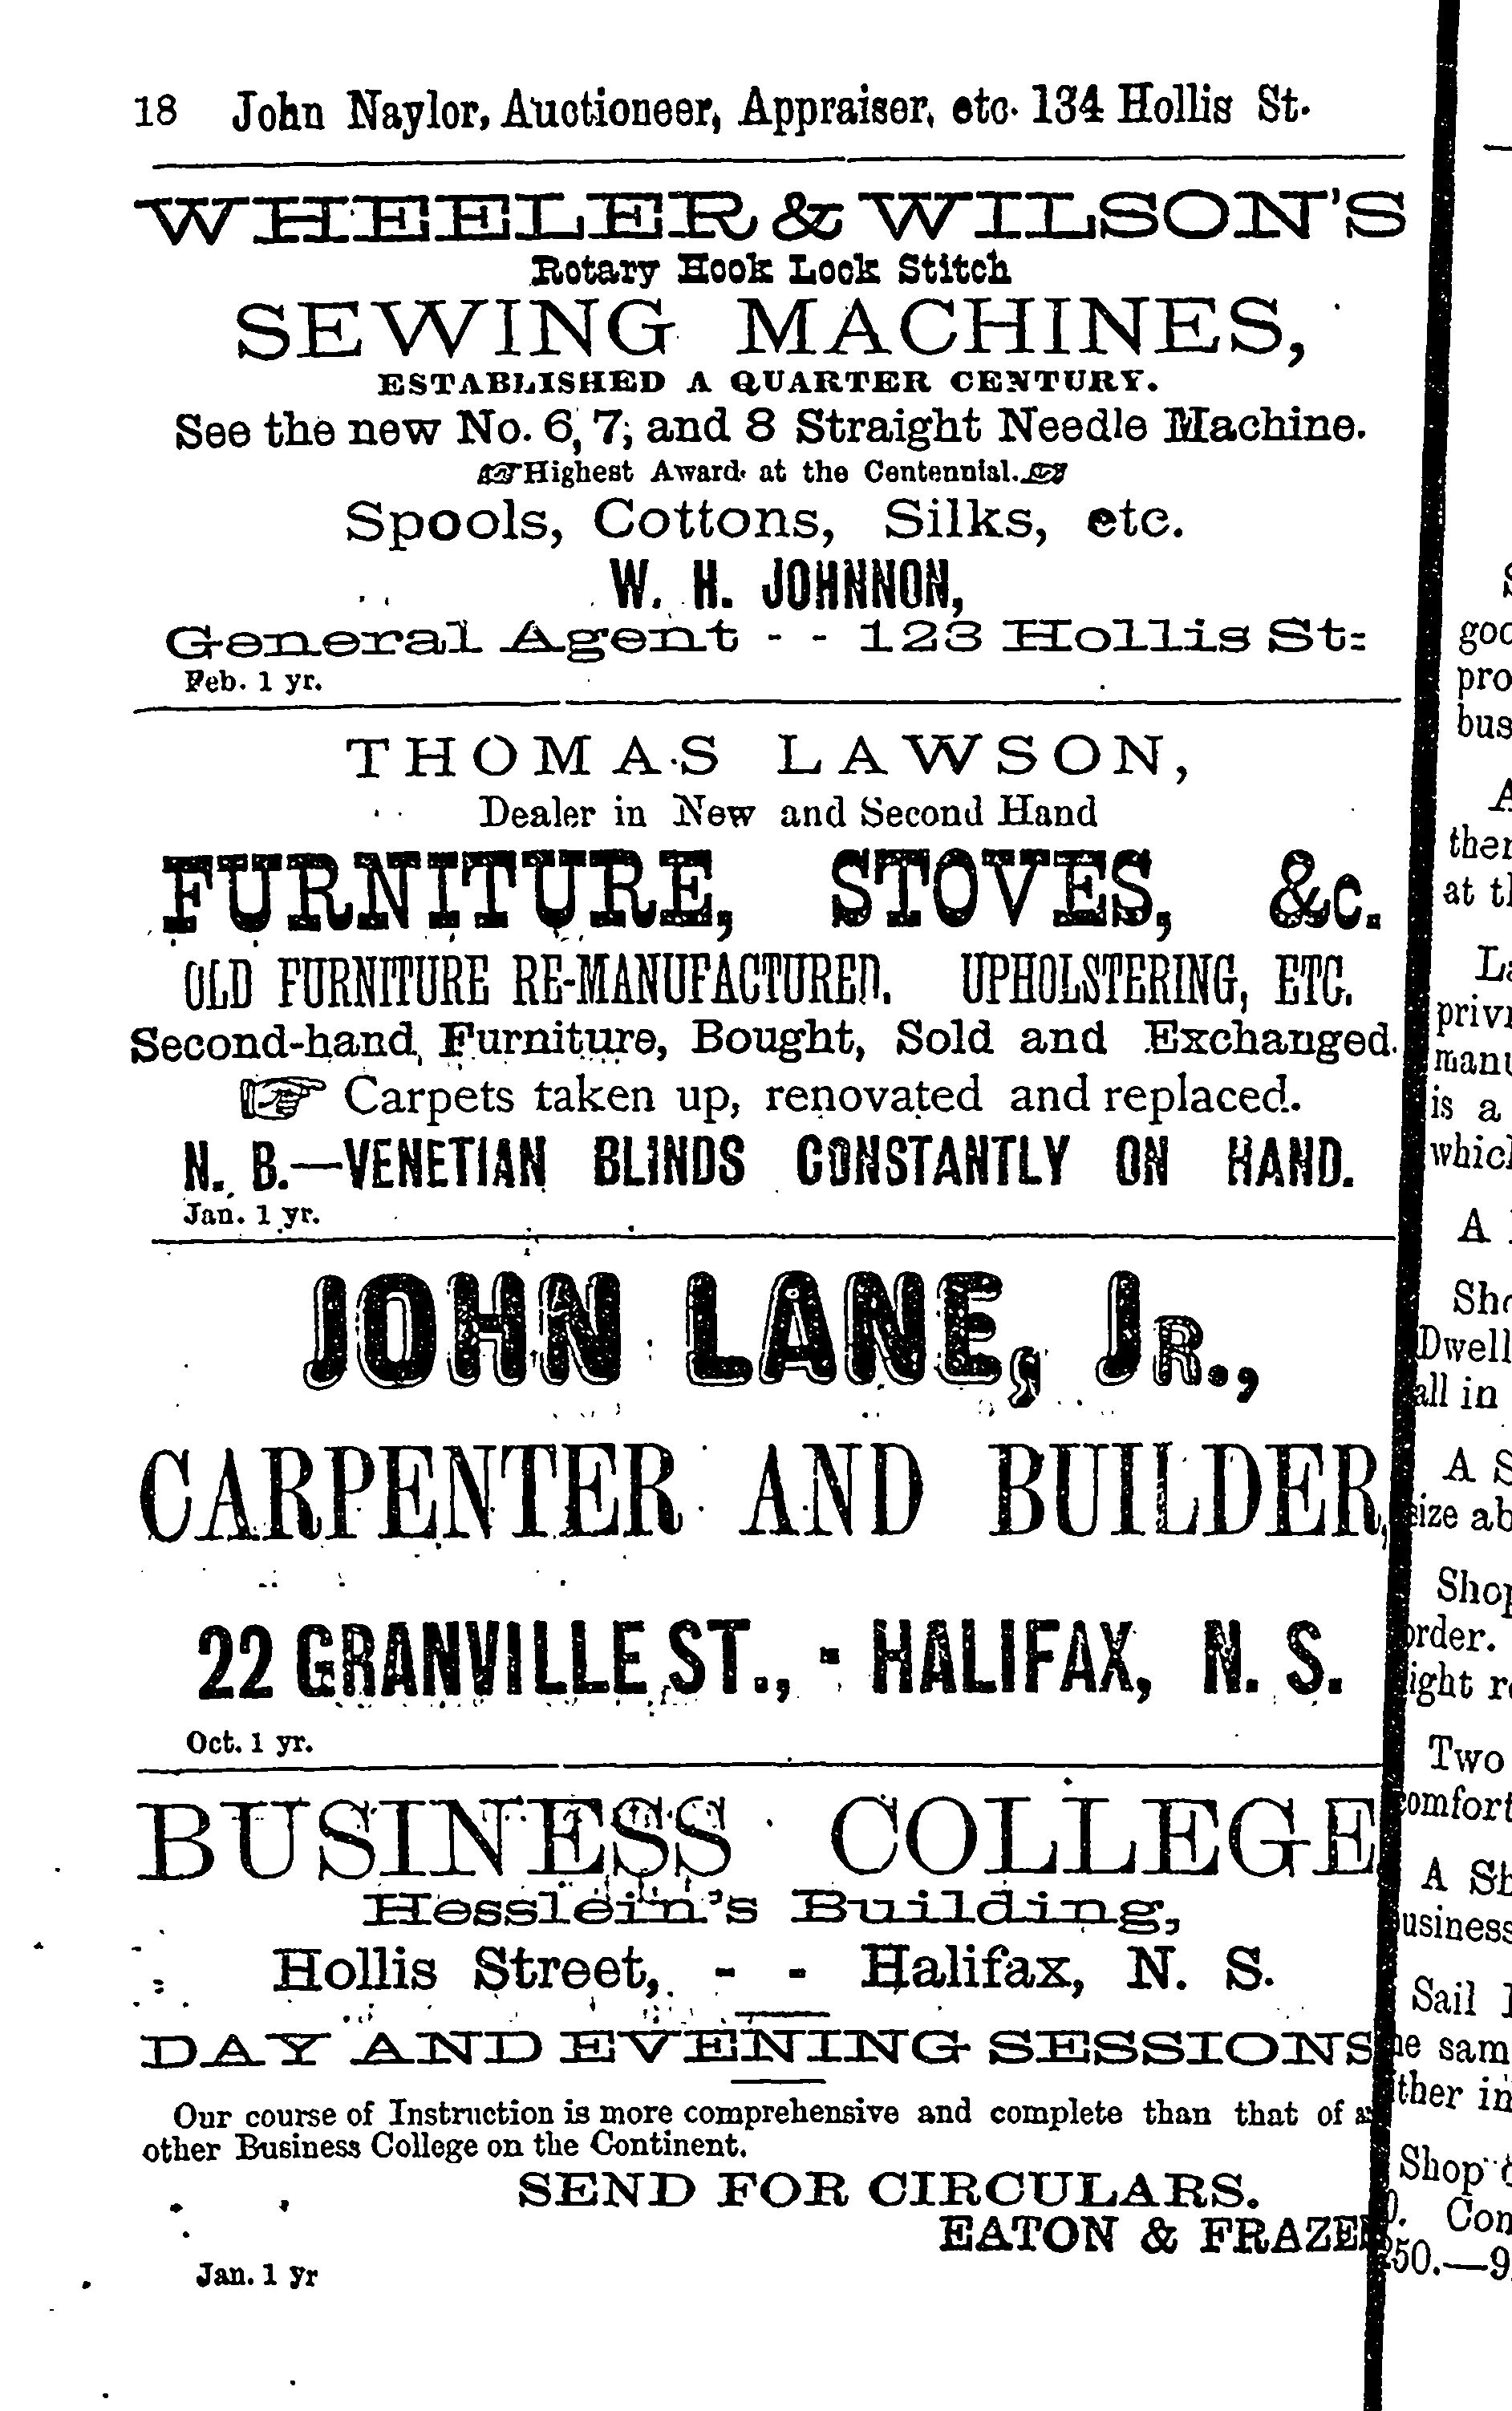 18 John Naylor, Auctioneer, Appraiser, etc. 134 Hollis St.
WHEELER & WILSON'S
Rotary Hook Lock Stitch
SEWING MACHINES,
ESTABLISHED A QUARTER CENTURY.
See the new No. 6, 7, and 8 Straight Needle Machine.
Highest Award at the Centennial.
Spools, Cottons, Silks, etc.
W. H. JOHNNON,
General Agent - - 123 Hollis St.
Feb. 1 yr.
THOMAS LAWSON,
Dealer in New and Second Hand
FURNITURE, STOVES, &c.
OLD FURNITURE RE-MANUFACTURED. UPHOLSTERING, ETC.
Second-hand Furniture, Bought, Sold and Exchanged.
Carpets taken up, renovated and replaced.
N. B.—VENETIAN BLINDS CONSTANTLY ON HAND.
Jan. 1 yr.
JOHN LANE, JR.,
CARPENTER AND BUILDER,
22 GRANVILLE ST., - HALIFAX, N. S.
Oct. 1 yr.
BUSINESS COLLEGE
Hesslein's Building,
Hollis Street, - - Halifax, N. S.
DAY AND EVENING SESSIONS
Our course of Instruction is more comprehensive and complete than that of
other Business College on the Continent.
SEND FOR CIRCULARS.
EATON & FRAZE
Jan. 1 yr
at
is a
A
all in
A
Shop
order.
Two
A
Sail
Shop